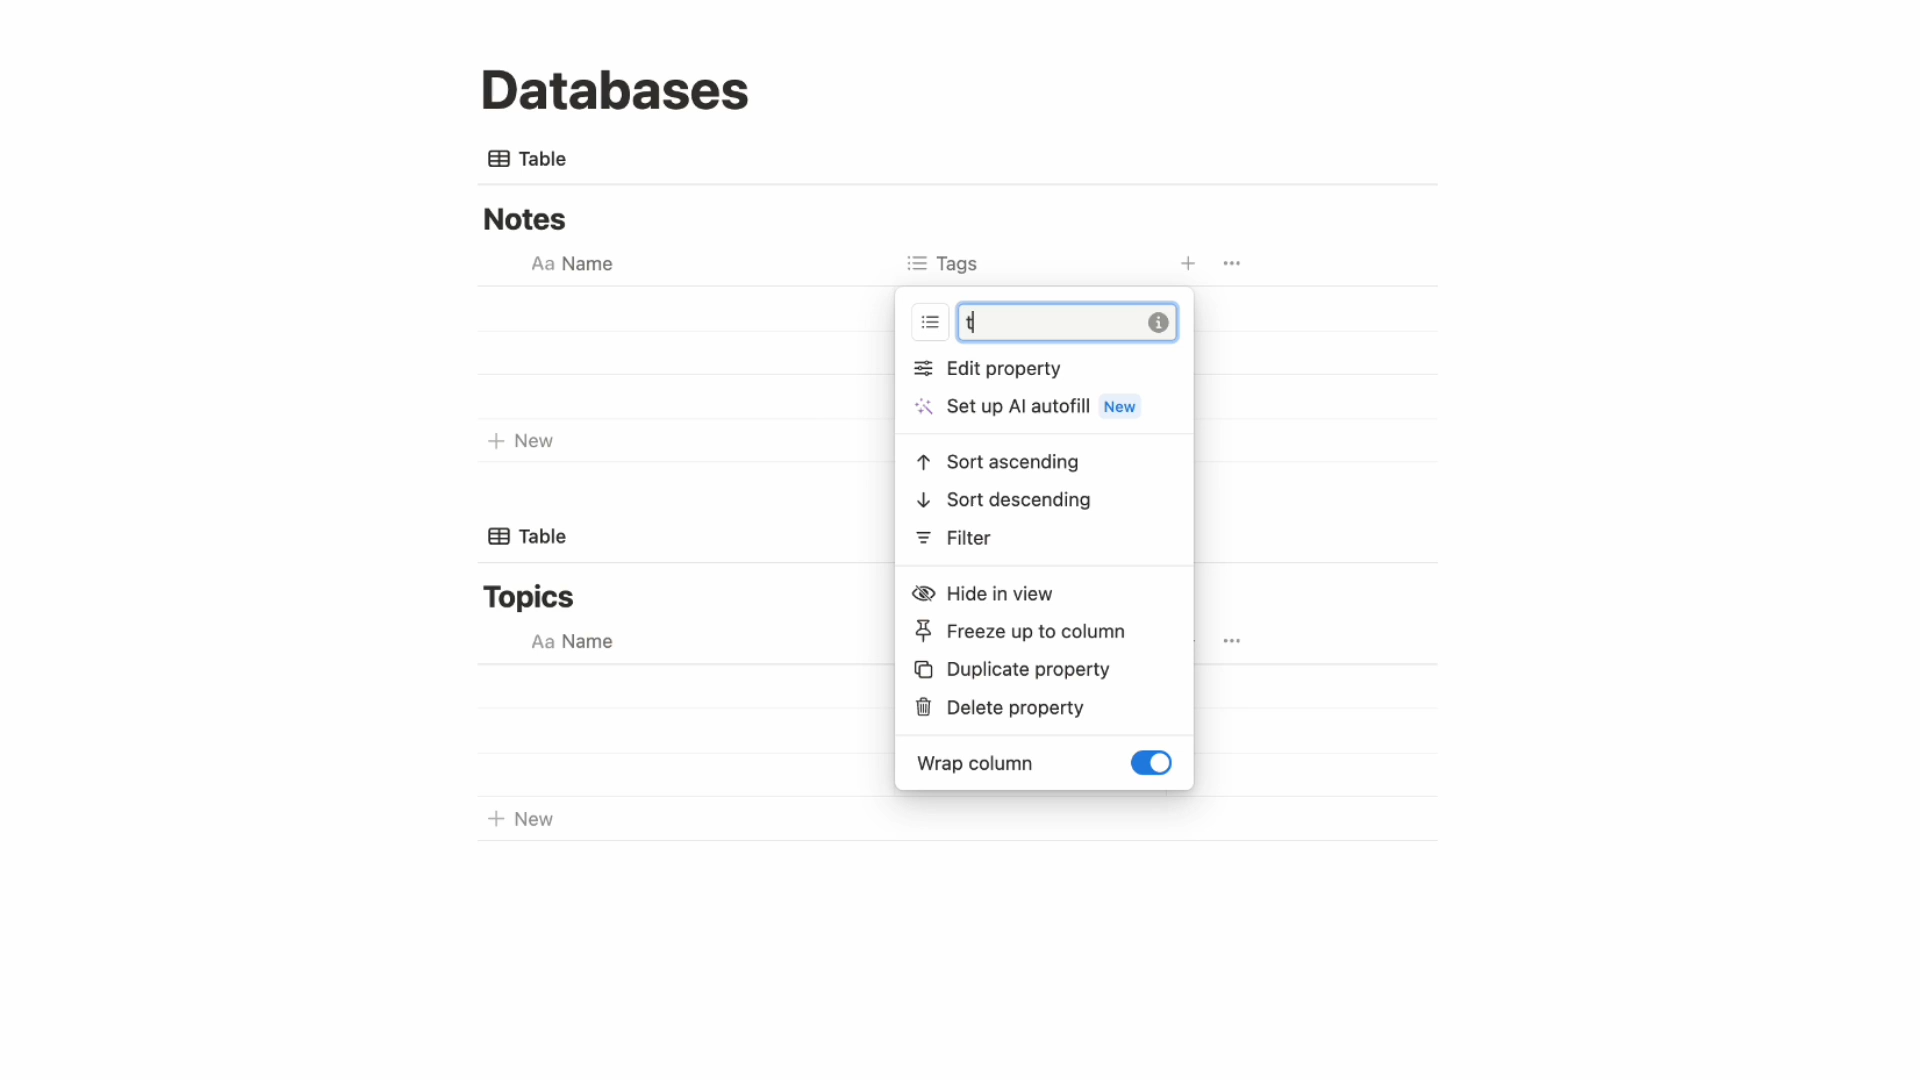 Databases
Table
Notes
Aa Name
Tags
t
Edit property
Set up AI autofill New
Sort ascending
New
Sort descending
Table
Filter
Hide in view
Topics
Freeze up to column
Aa Name
Duplicate property
Delete property
Wrap column
New